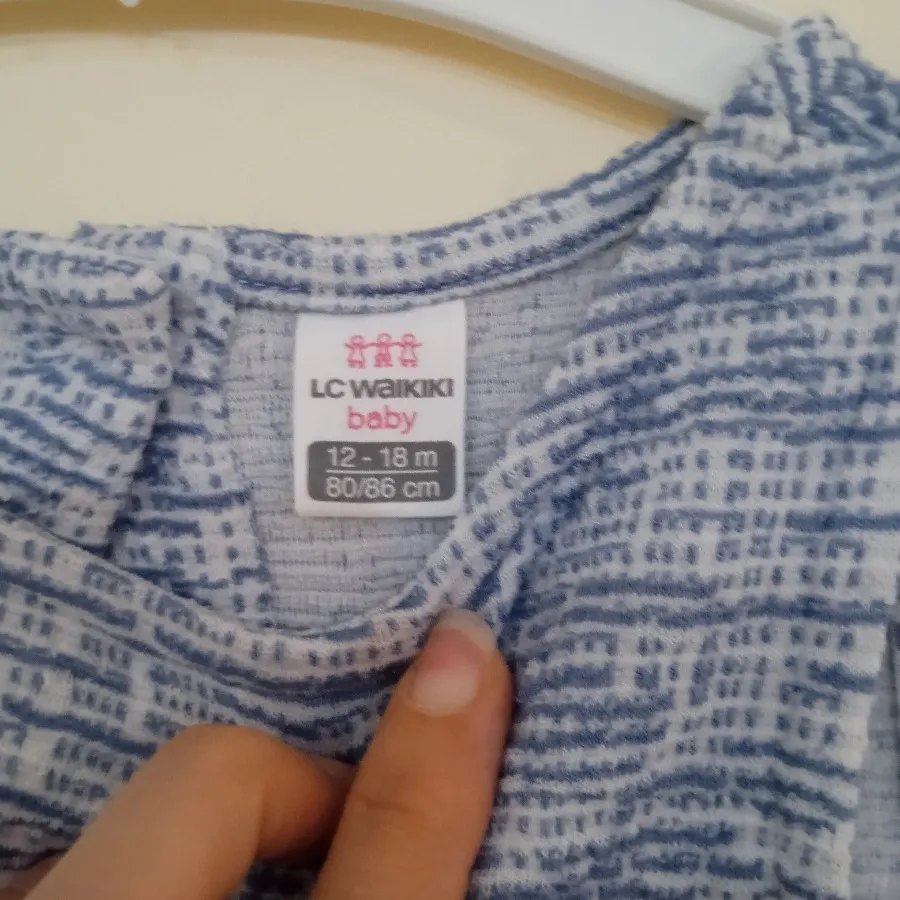 LC WAIKIKI
baby
12 - 18 m
80/86 cm